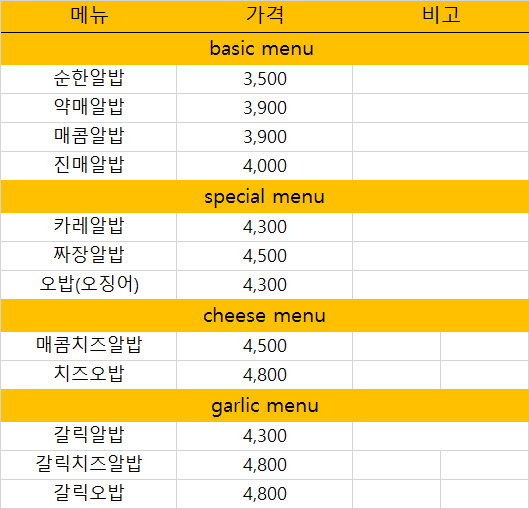 메뉴 가격 비고
basic menu
순한알밥 3,500
약매알밥 3,900
매콤알밥 3,900
진매알밥 4,000
special menu
카레알밥 4,300
짜장알밥 4,500
오밥(오징어) 4,300
cheese menu
매콤치즈알밥 4,500
치즈오밥 4,800
garlic menu
갈릭알밥 4,300
갈릭치즈알밥 4,800
갈릭오밥 4,800